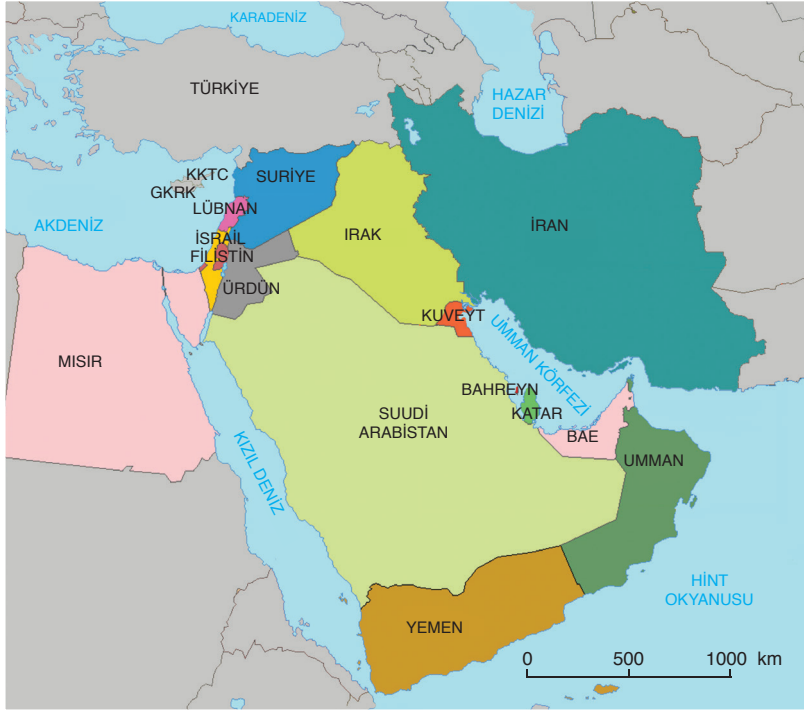 KARADENİZ
TÜRKİYE
HAZAR
DENİZİ
KKTC
GKRK
SURİYE
LÜBNAN
AKDENİZ
İSRAİL
FİLİSTİN
IRAK
İRAN
ÜRDÜN
KUVEYT
MISIR
UMMAN KÖRFEZİ
BAHREYN
KATAR
SUUDİ
ARABİSTAN
BAE
UMMAN
KIZIL DENİZ
HİNT
OKYANUSU
YEMEN
0 500 1000 km